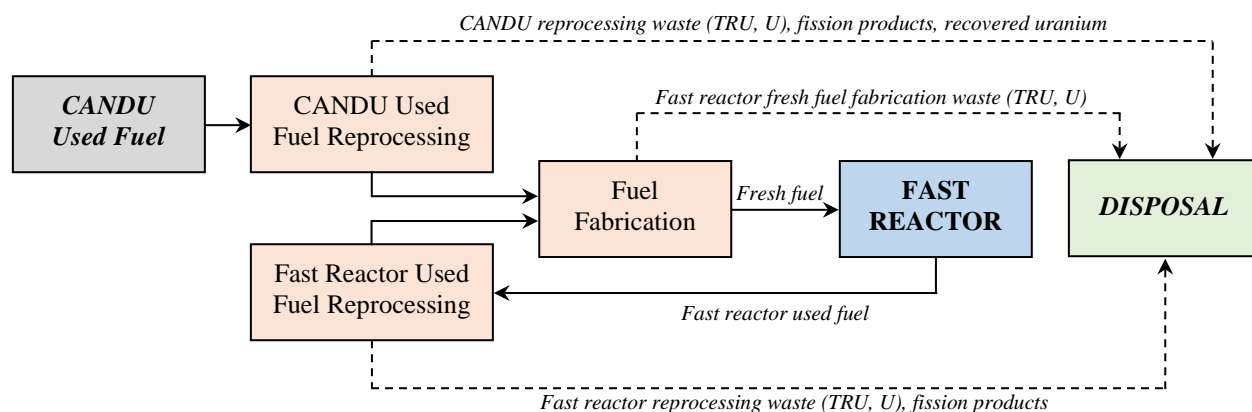 CANDU reprocessing waste (TRU, U), fission products, recovered uranium
CANDU
Used Fuel
CANDU Used
Fuel Reprocessing
Fast reactor fresh fuel fabrication waste (TRU, U)
Fuel
Fabrication
Fresh fuel
FAST
REACTOR
DISPOSAL
Fast Reactor Used
Fuel Reprocessing
Fast reactor used fuel
Fast reactor reprocessing waste (TRU, U), fission products